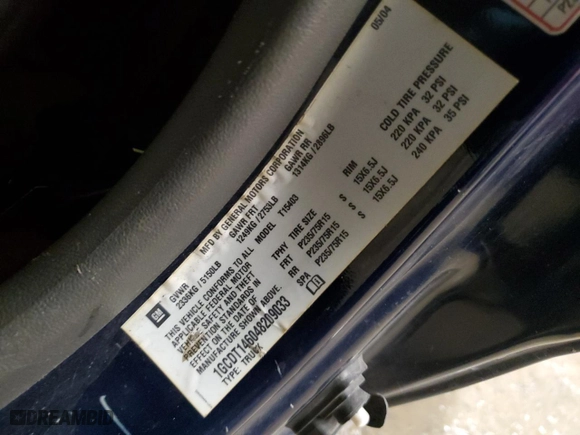 MFD BY GENERAL MOTORS CORPORATION
05/04
GM
GVWR GAWR FRT GAWR RR
2336KG / 5150LB 1249KG / 2753LB 1314KG / 2896LB
THIS VEHICLE CONFORMS TO ALL MODEL T15403
APPLICABLE FEDERAL MOTOR
VEHICLE SAFETY AND THEFT
PREVENTION STANDARDS IN
EFFECT ON THE DATE OF
MANUFACTURE SHOWN ABOVE.
1GCDT146048209033
TYPE: TRUCK
TPHY TIRE SIZE RIM COLD TIRE PRESSURE
FRT P235/75R15 S 15X6.5J 220 KPA 32 PSI
RR P235/75R15 S 15X6.5J 220 KPA 32 PSI
SPA P235/75R15 S 15X6.5J 240 KPA 35 PSI
DREAMBID